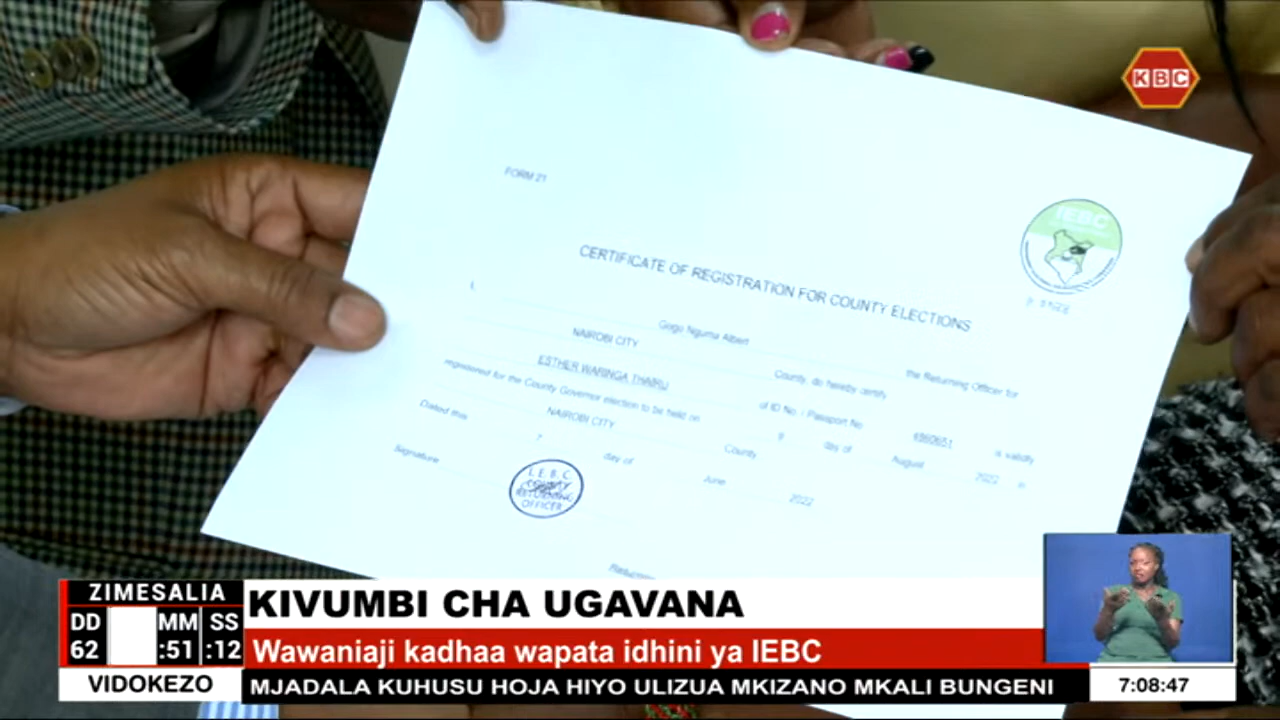 KBC
FORM 21
IEBC
CERTIFICATE OF REGISTRATION FOR COUNTY ELECTIONS
I,
Gogo Nguma Albert
the Returning Officer for
NAIROBI CITY
County, do hereby certify
ESTHER WARINGA THAIRU
of ID No. / Passport No
is validly
registered for the County Governor election to be held on
9
day of
August
2022
in
NAIROBI CITY
County
Dated this
7
day of
June
2022
Signature
I.E.B.C
COUNTY
RETURNING
OFFICER
ZIMESALIA
DD MM SS
62 :51 :12
KIVUMBI CHA UGAVANA
Wawaniaji kadhaa wapata idhini ya IEBC
VIDOKEZO
MJADALA KUHUSU HOJA HIYO ULIZUA MKIZANO MKALI BUNGENI
7:08:47